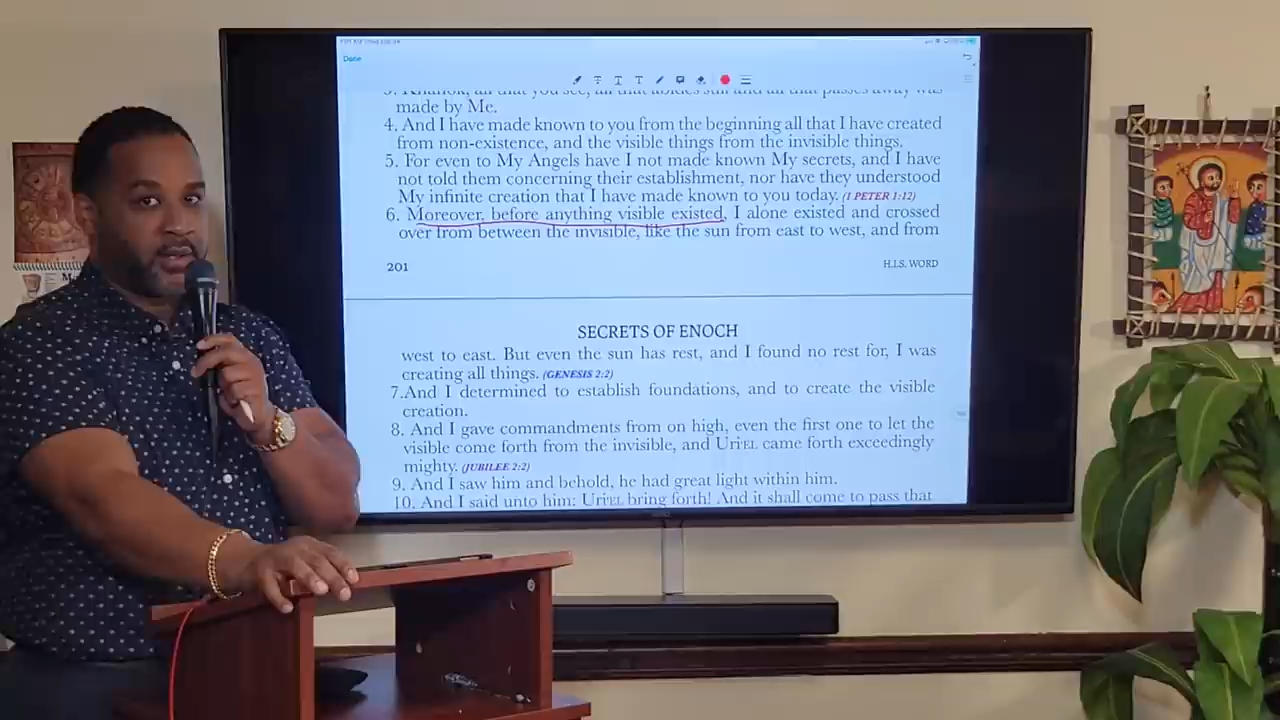 Done
made by Me.
4. And I have made known to you from the beginning all that I have created
from non-existence, and the visible things from the invisible things.
5. For even to My Angels have I not made known My secrets, and I have
not told them concerning their establishment, nor have they understood
My infinite creation that I have made known to you today. (1 PETER 1:12)
6. Moreover, before anything visible existed, I alone existed and crossed
over from between the invisible, like the sun from east to west, and from
201 H.I.S. WORD
SECRETS OF ENOCH
west to east. But even the sun has rest, and I found no rest for, I was
creating all things. (GENESIS 2:2)
7.And I determined to establish foundations, and to create the visible
creation.
8. And I gave commandments from on high, even the first one to let the
visible come forth from the invisible, and Uri'EL came forth exceedingly
mighty. (JUBILEE 2:2)
9. And I saw him and behold, he had great light within him.
10. And I said unto him: Uri'EL bring forth! And it shall come to pass that